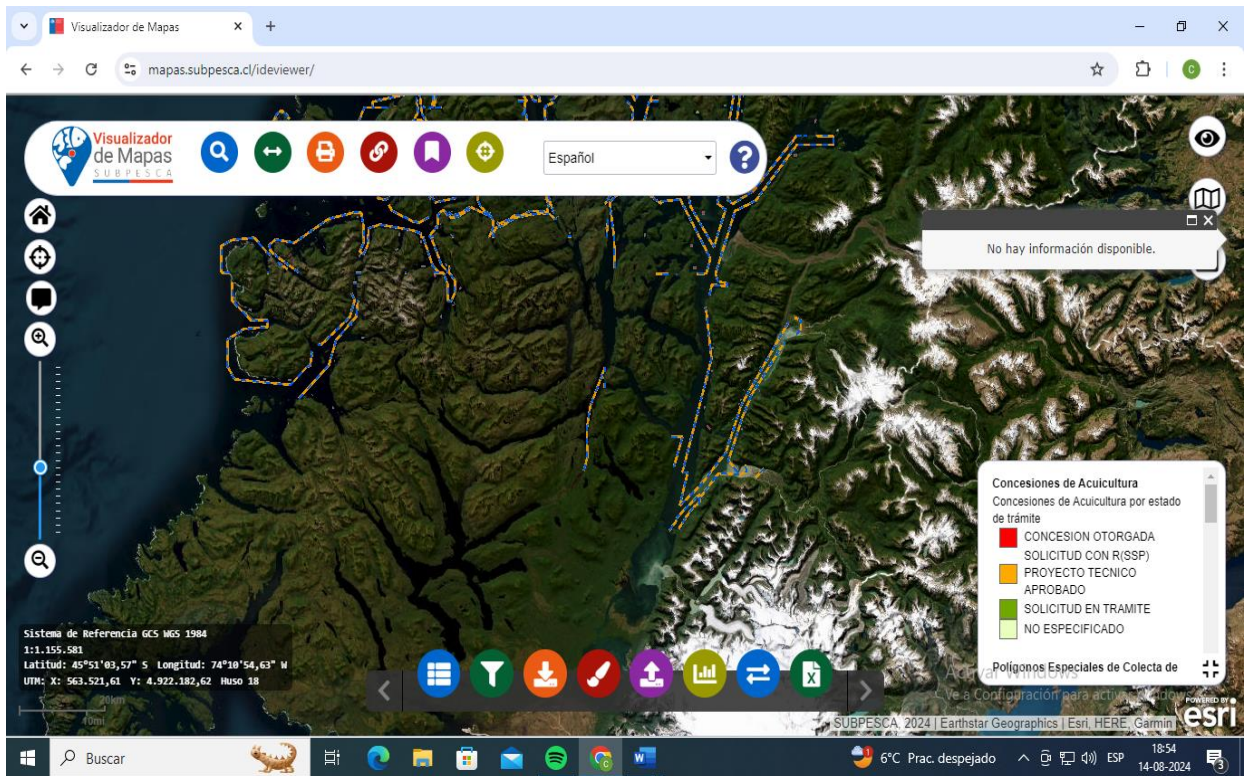 Visualizador de Mapas
mapas.subpesca.cl/ideviewer/
C
Visualizador
de Mapas
SUBPESCA
Español
?
No hay información disponible.
Concesiones de Acuicultura
Concesiones de Acuicultura por estado
de trámite
CONCESION OTORGADA
SOLICITUD CON R(SSP)
PROYECTO TECNICO
APROBADO
SOLICITUD EN TRAMITE
NO ESPECIFICADO
Polígonos Especiales de Colecta de
Sistema de Referencia GCS WGS 1984
1:1.155.581
Latitud: 45°51'03,57" S Longitud: 74°10'54,63" W
UTM: X: 563.521,61 Y: 4.922.182,62 Huso 18
20km
10mi
Activar Windows
Ve a Configuración para activar Windows.
SUBPESCA, 2024 | Earthstar Geographics | Esri, HERE, Garmin
POWERED BY
esri
Buscar
6°C Prac. despejado
ESP
18:54
14-08-2024
3